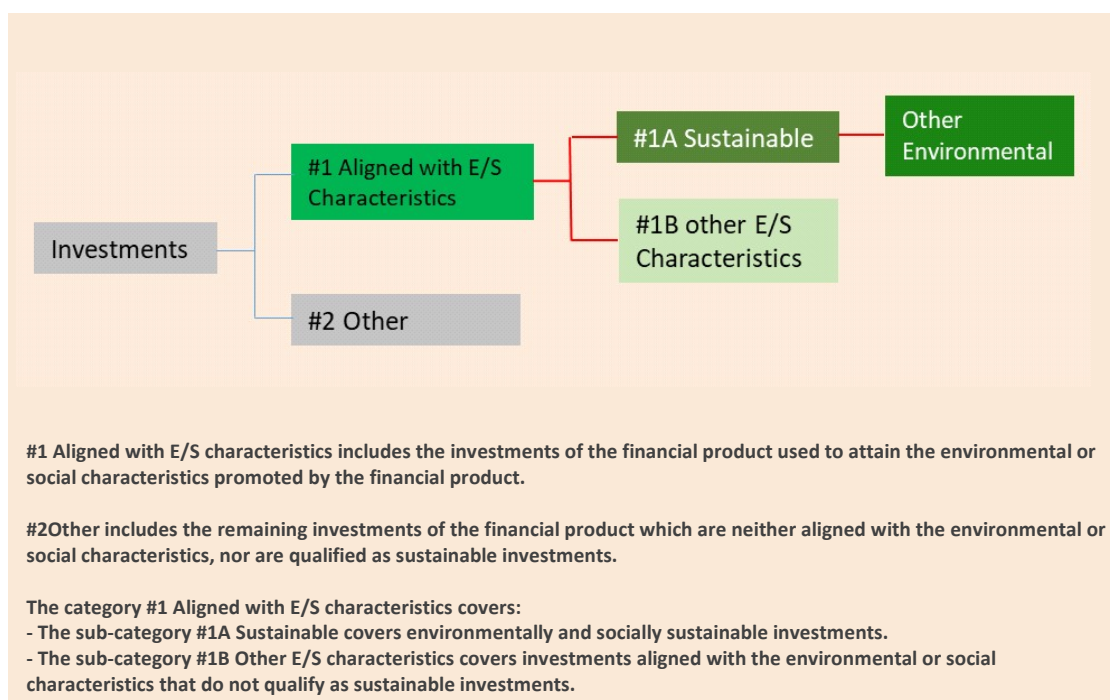 Investments
#1 Aligned with E/S
Characteristics
#2 Other
#1A Sustainable
#1B other E/S
Characteristics
Other
Environmental
#1 Aligned with E/S characteristics includes the investments of the financial product used to attain the environmental or
social characteristics promoted by the financial product.
#2Other includes the remaining investments of the financial product which are neither aligned with the environmental or
social characteristics, nor are qualified as sustainable investments.
The category #1 Aligned with E/S characteristics covers:
- The sub-category #1A Sustainable covers environmentally and socially sustainable investments.
- The sub-category #1B Other E/S characteristics covers investments aligned with the environmental or social
characteristics that do not qualify as sustainable investments.